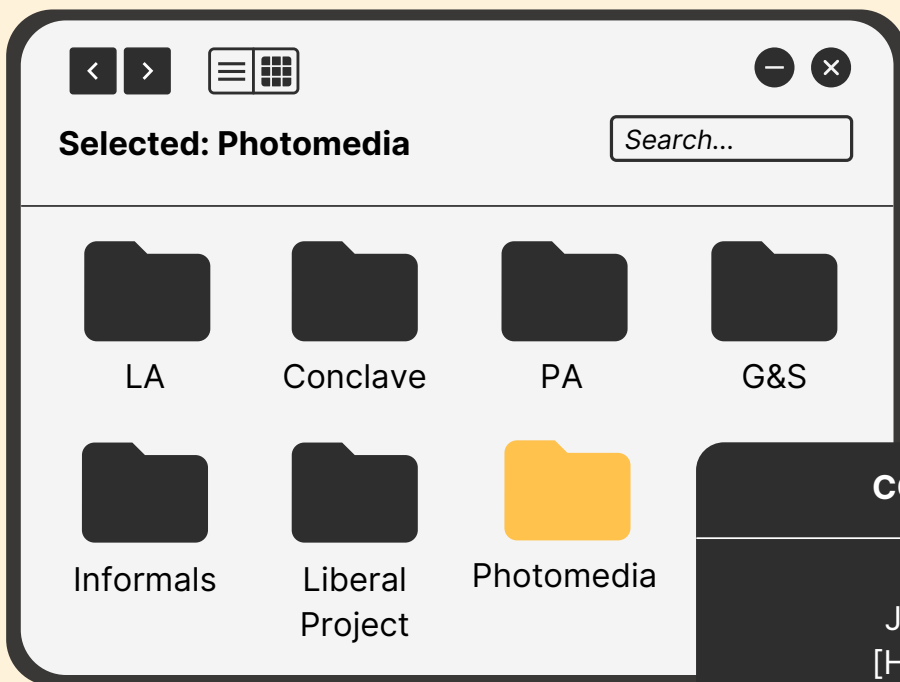 Selected: Photomedia
Search...
LA
Conclave
PA
G&S
Informals
Liberal
Project
Photomedia